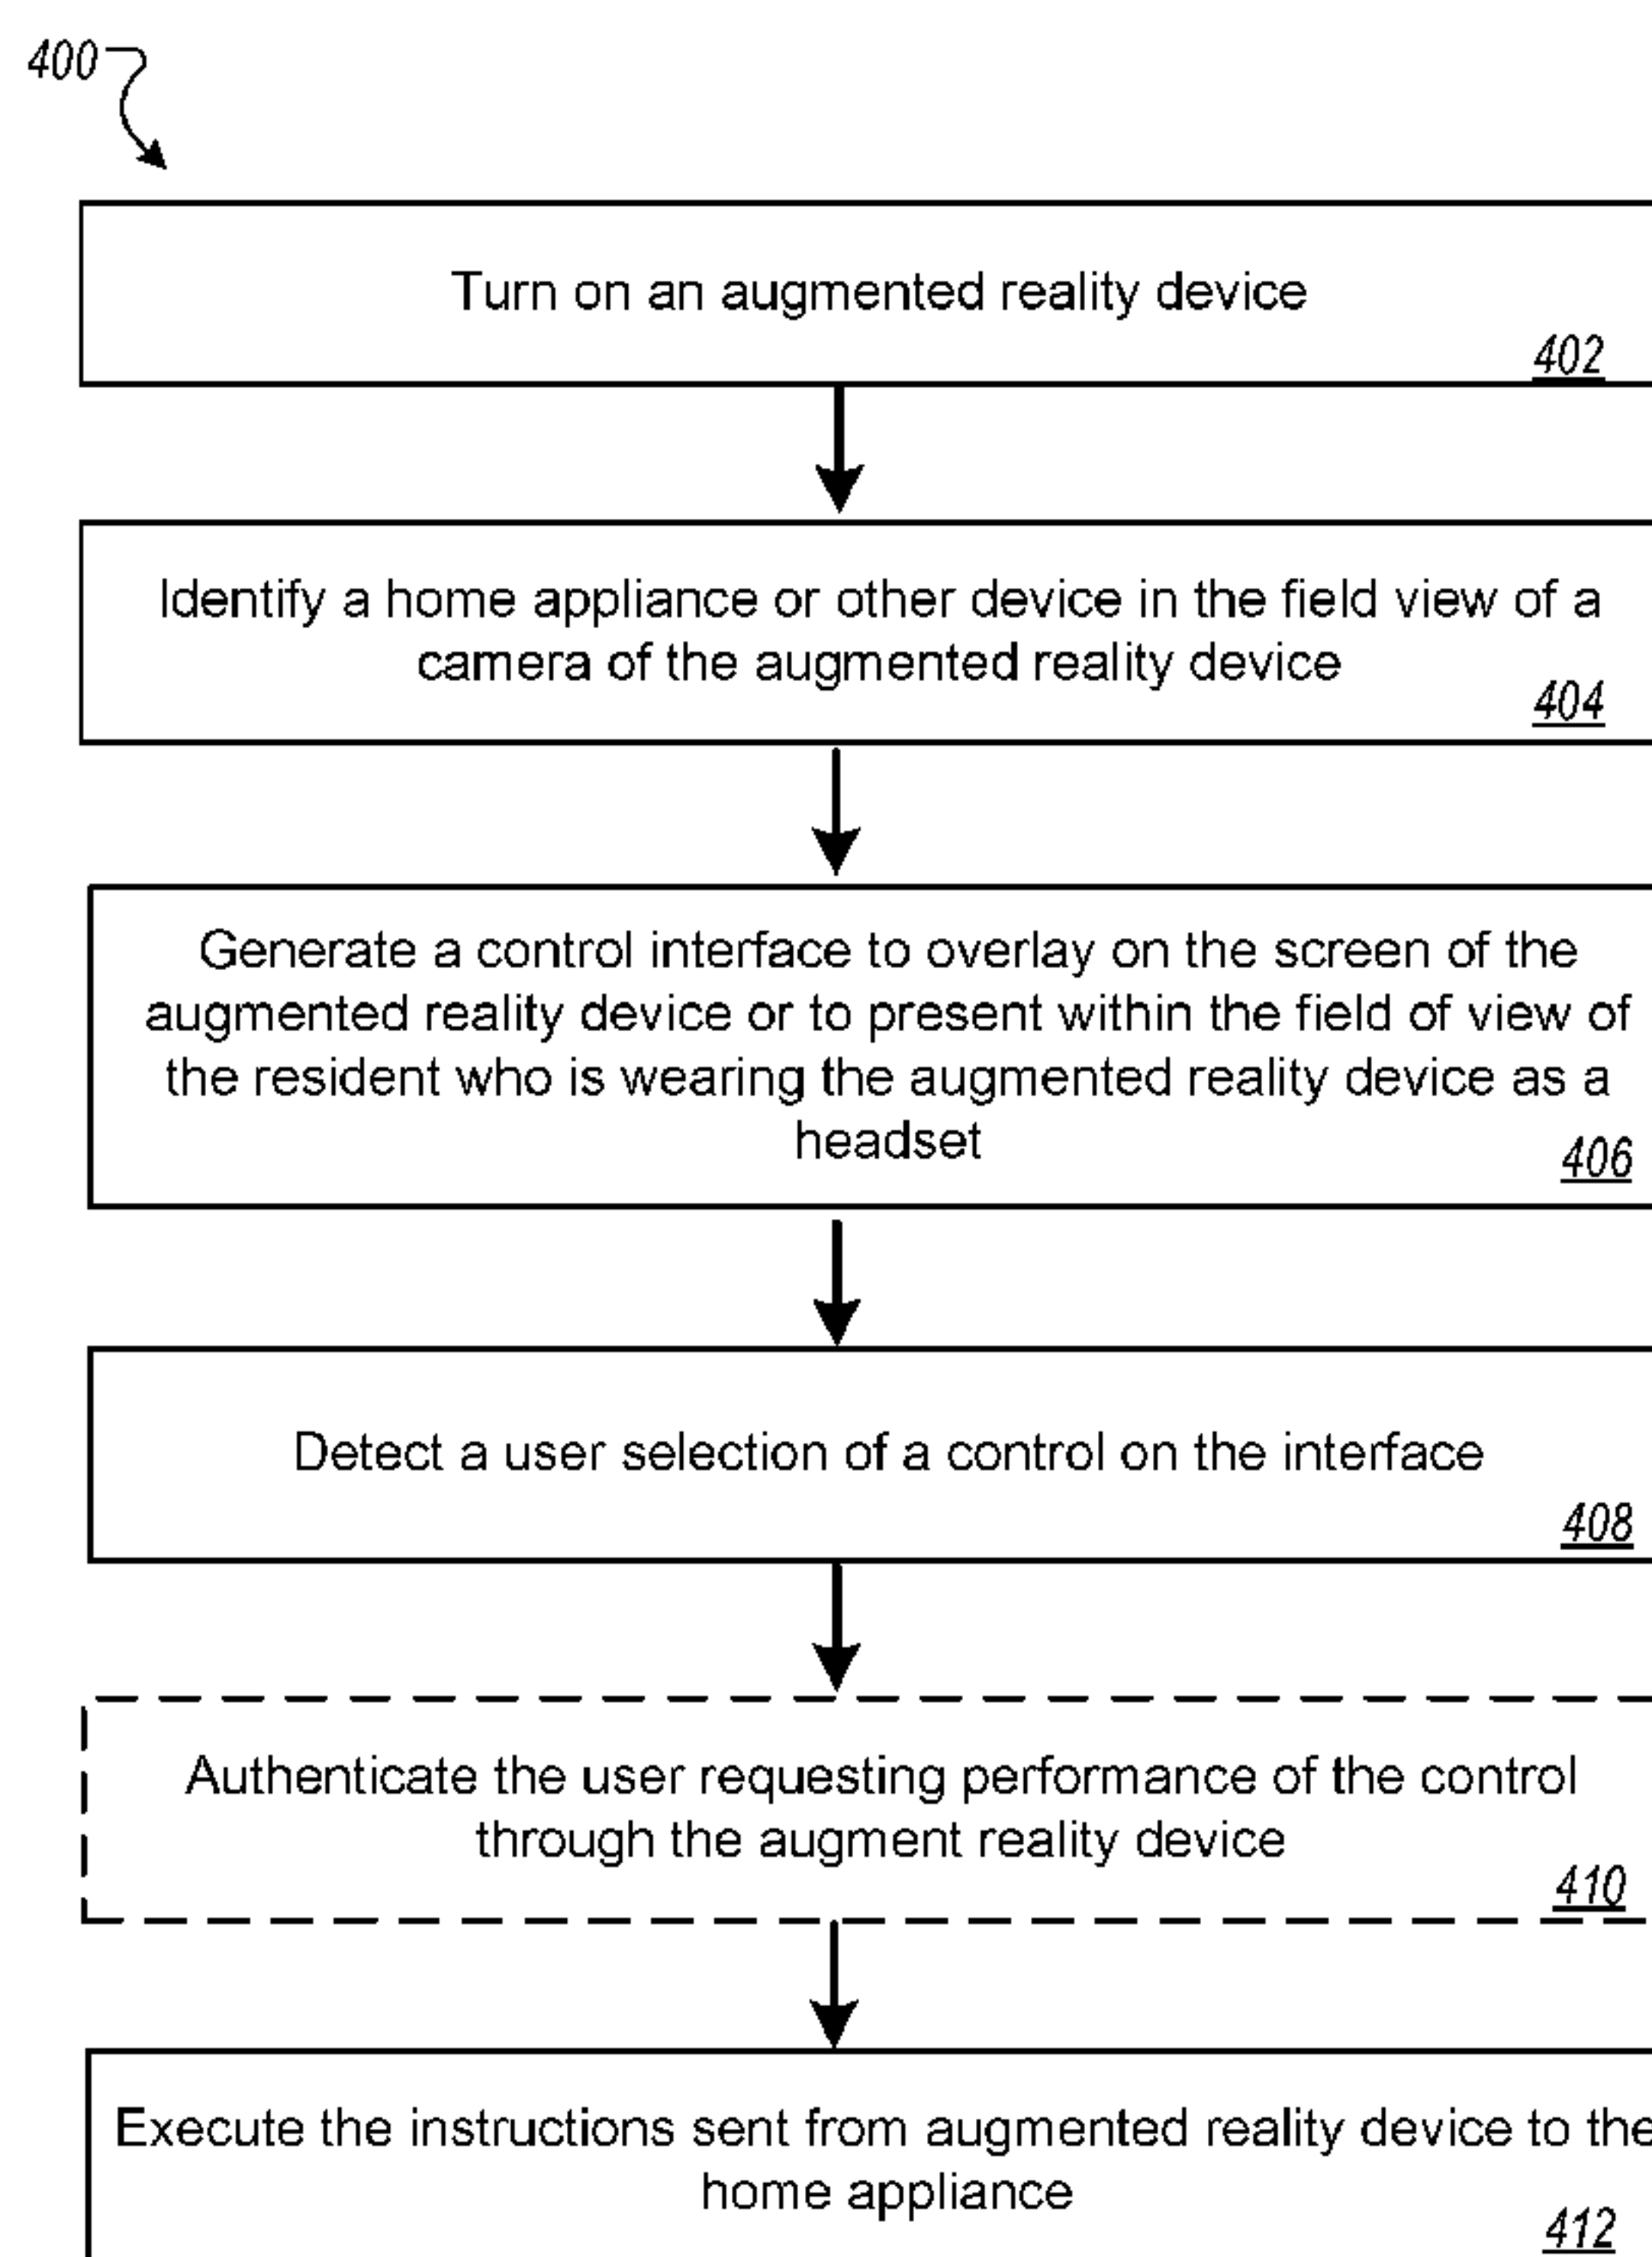 400
Turn on an augmented reality device
402
Identify a home appliance or other device in the field view of a
camera of the augmented reality device
404
Generate a control interface to overlay on the screen of the
augmented reality device or to present within the field of view of
the resident who is wearing the augmented reality device as a
headset
406
Detect a user selection of a control on the interface
408
Authenticate the user requesting performance of the control
through the augment reality device
410
Execute the instructions sent from augmented reality device to the
home appliance
412